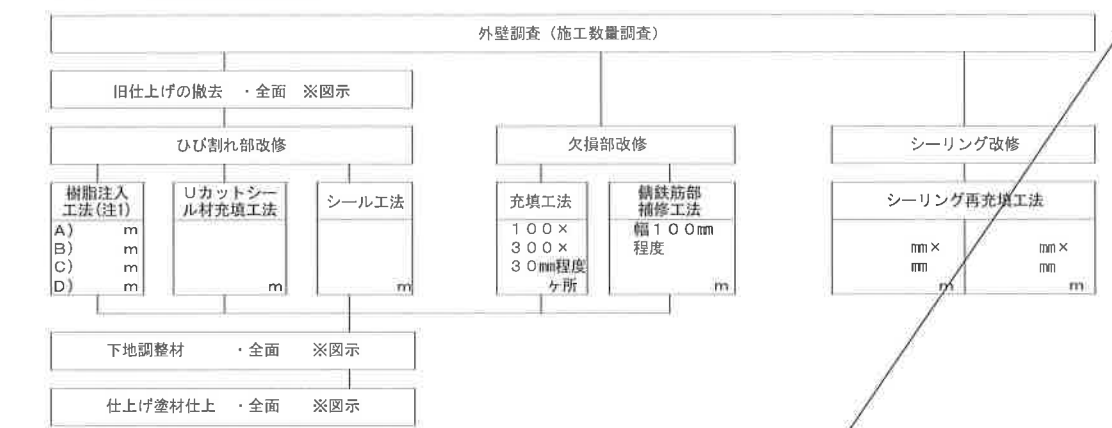 外壁調査（施工数量調査）
旧仕上げの撤去　・全面　※図示
ひび割れ部改修
欠損部改修
シーリング改修
樹脂注入
工法(注1)
A)　m
B)　m
C)　m
D)　m
Uカットシー
ル材充填工法
m
シール工法
m
充填工法
１００×
３００×
３０㎜程度
ヶ所
錆鉄筋部
補修工法
幅１００㎜
程度
m
シーリング再充填工法
㎜×
㎜
m
㎜×
㎜
m
下地調整材　・全面　※図示
仕上げ塗材仕上　・全面　※図示